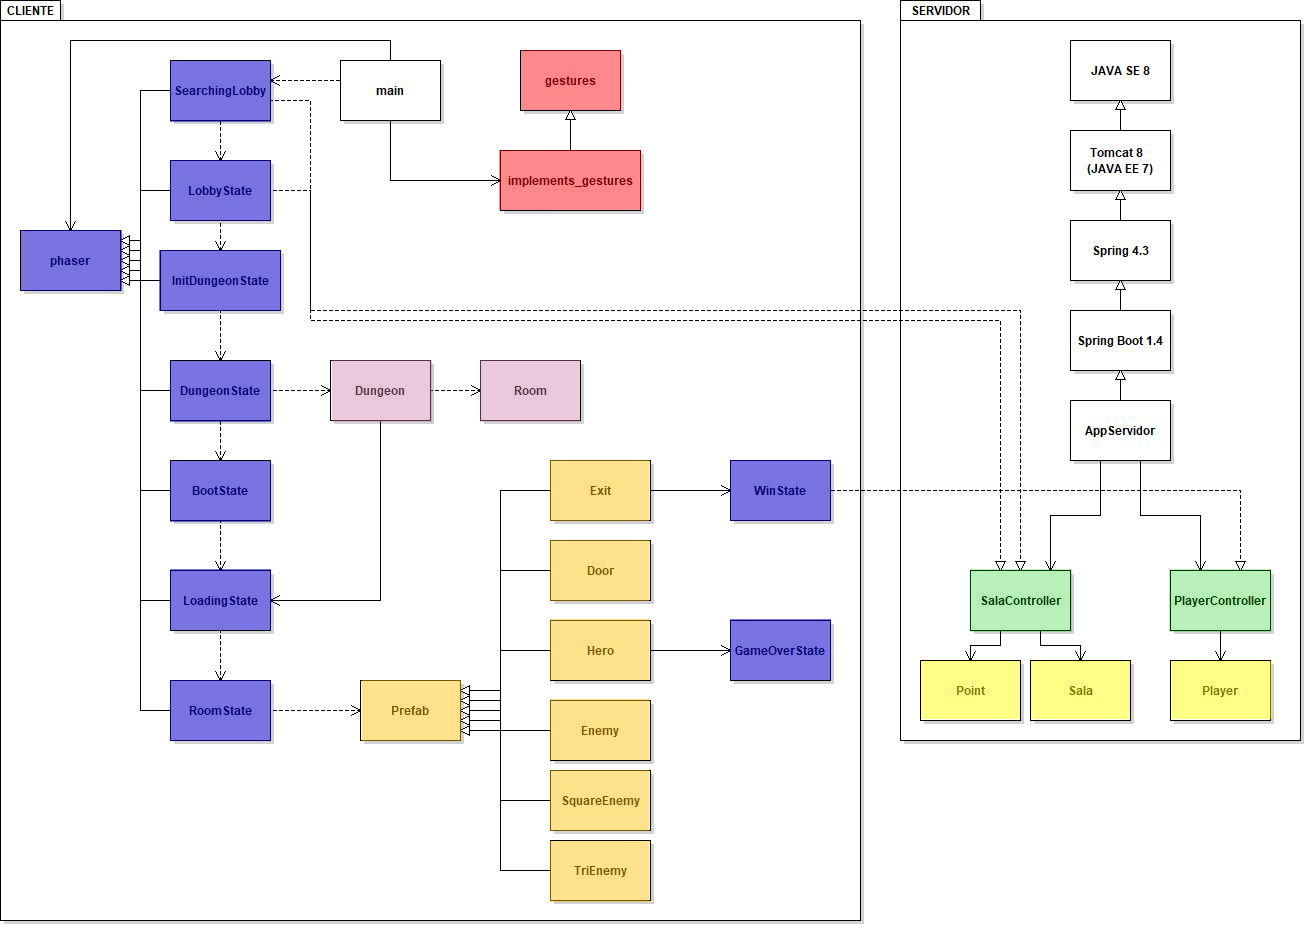 CLIENTE
SearchingLobby
main
gestures
LobbyState
implements_gestures
phaser
InitDungeonState
DungeonState
Dungeon
Room
BootState
Exit
WinState
Door
LoadingState
Hero
GameOverState
RoomState
Prefab
Enemy
SquareEnemy
TriEnemy
SERVIDOR
JAVA SE 8
Tomcat 8
(JAVA EE 7)
Spring 4.3
Spring Boot 1.4
AppServidor
SalaController
PlayerController
Point
Sala
Player